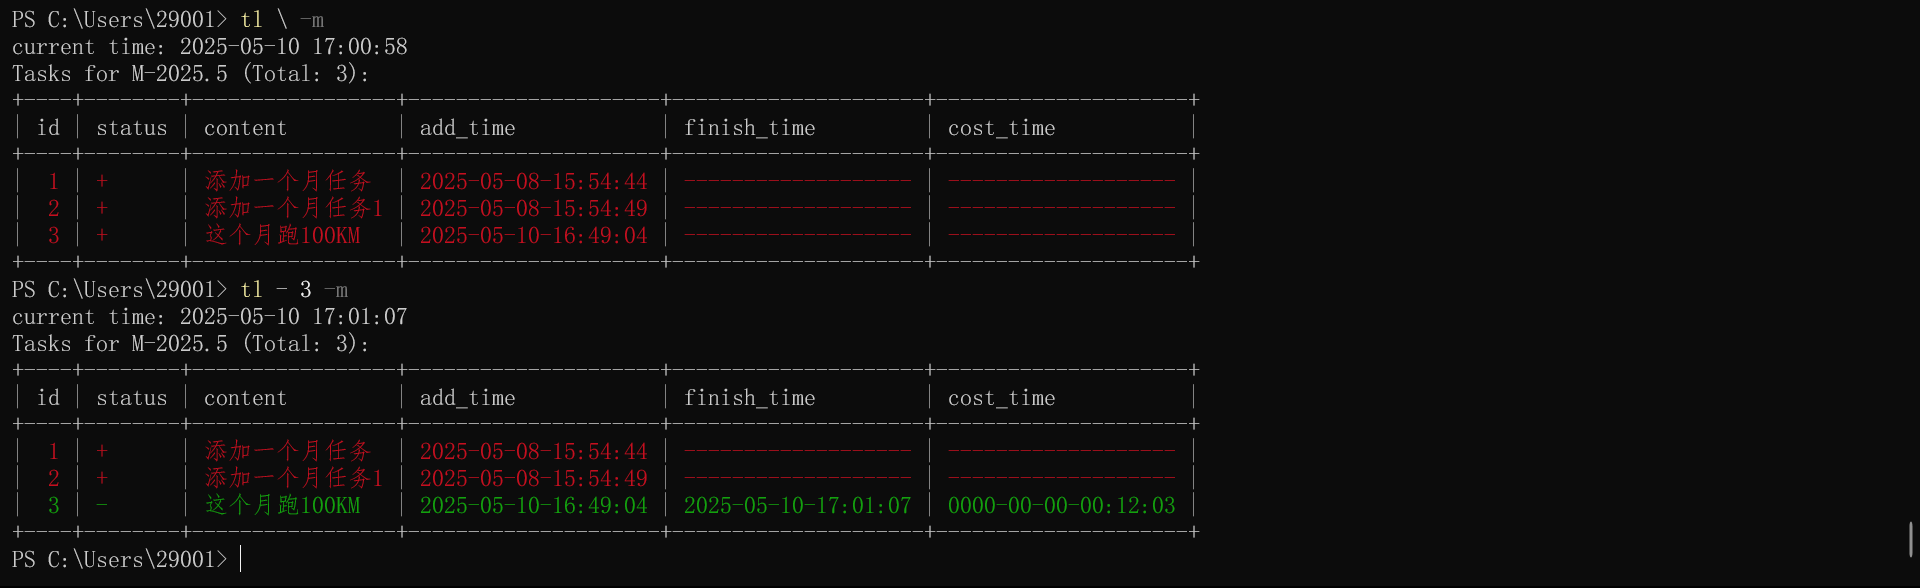 PS C:\Users\29001> tl \ -m
current time: 2025-05-10 17:00:58
Tasks for M-2025.5 (Total: 3):
+----+--------+-----------------+---------------------+---------------------+---------------------+
| id | status | content | add_time | finish_time | cost_time |
+----+--------+-----------------+---------------------+---------------------+---------------------+
| 1 | + | 添加一个月任务 | 2025-05-08-15:54:44 | ------------------- | ------------------- |
| 2 | + | 添加一个月任务1 | 2025-05-08-15:54:49 | ------------------- | ------------------- |
| 3 | + | 这个月跑100KM | 2025-05-10-16:49:04 | ------------------- | ------------------- |
+----+--------+-----------------+---------------------+---------------------+---------------------+
PS C:\Users\29001> tl - 3 -m
current time: 2025-05-10 17:01:07
Tasks for M-2025.5 (Total: 3):
+----+--------+-----------------+---------------------+---------------------+---------------------+
| id | status | content | add_time | finish_time | cost_time |
+----+--------+-----------------+---------------------+---------------------+---------------------+
| 1 | + | 添加一个月任务 | 2025-05-08-15:54:44 | ------------------- | ------------------- |
| 2 | + | 添加一个月任务1 | 2025-05-08-15:54:49 | ------------------- | ------------------- |
| 3 | - | 这个月跑100KM | 2025-05-10-16:49:04 | 2025-05-10-17:01:07 | 0000-00-00-00:12:03 |
+----+--------+-----------------+---------------------+---------------------+---------------------+
PS C:\Users\29001>